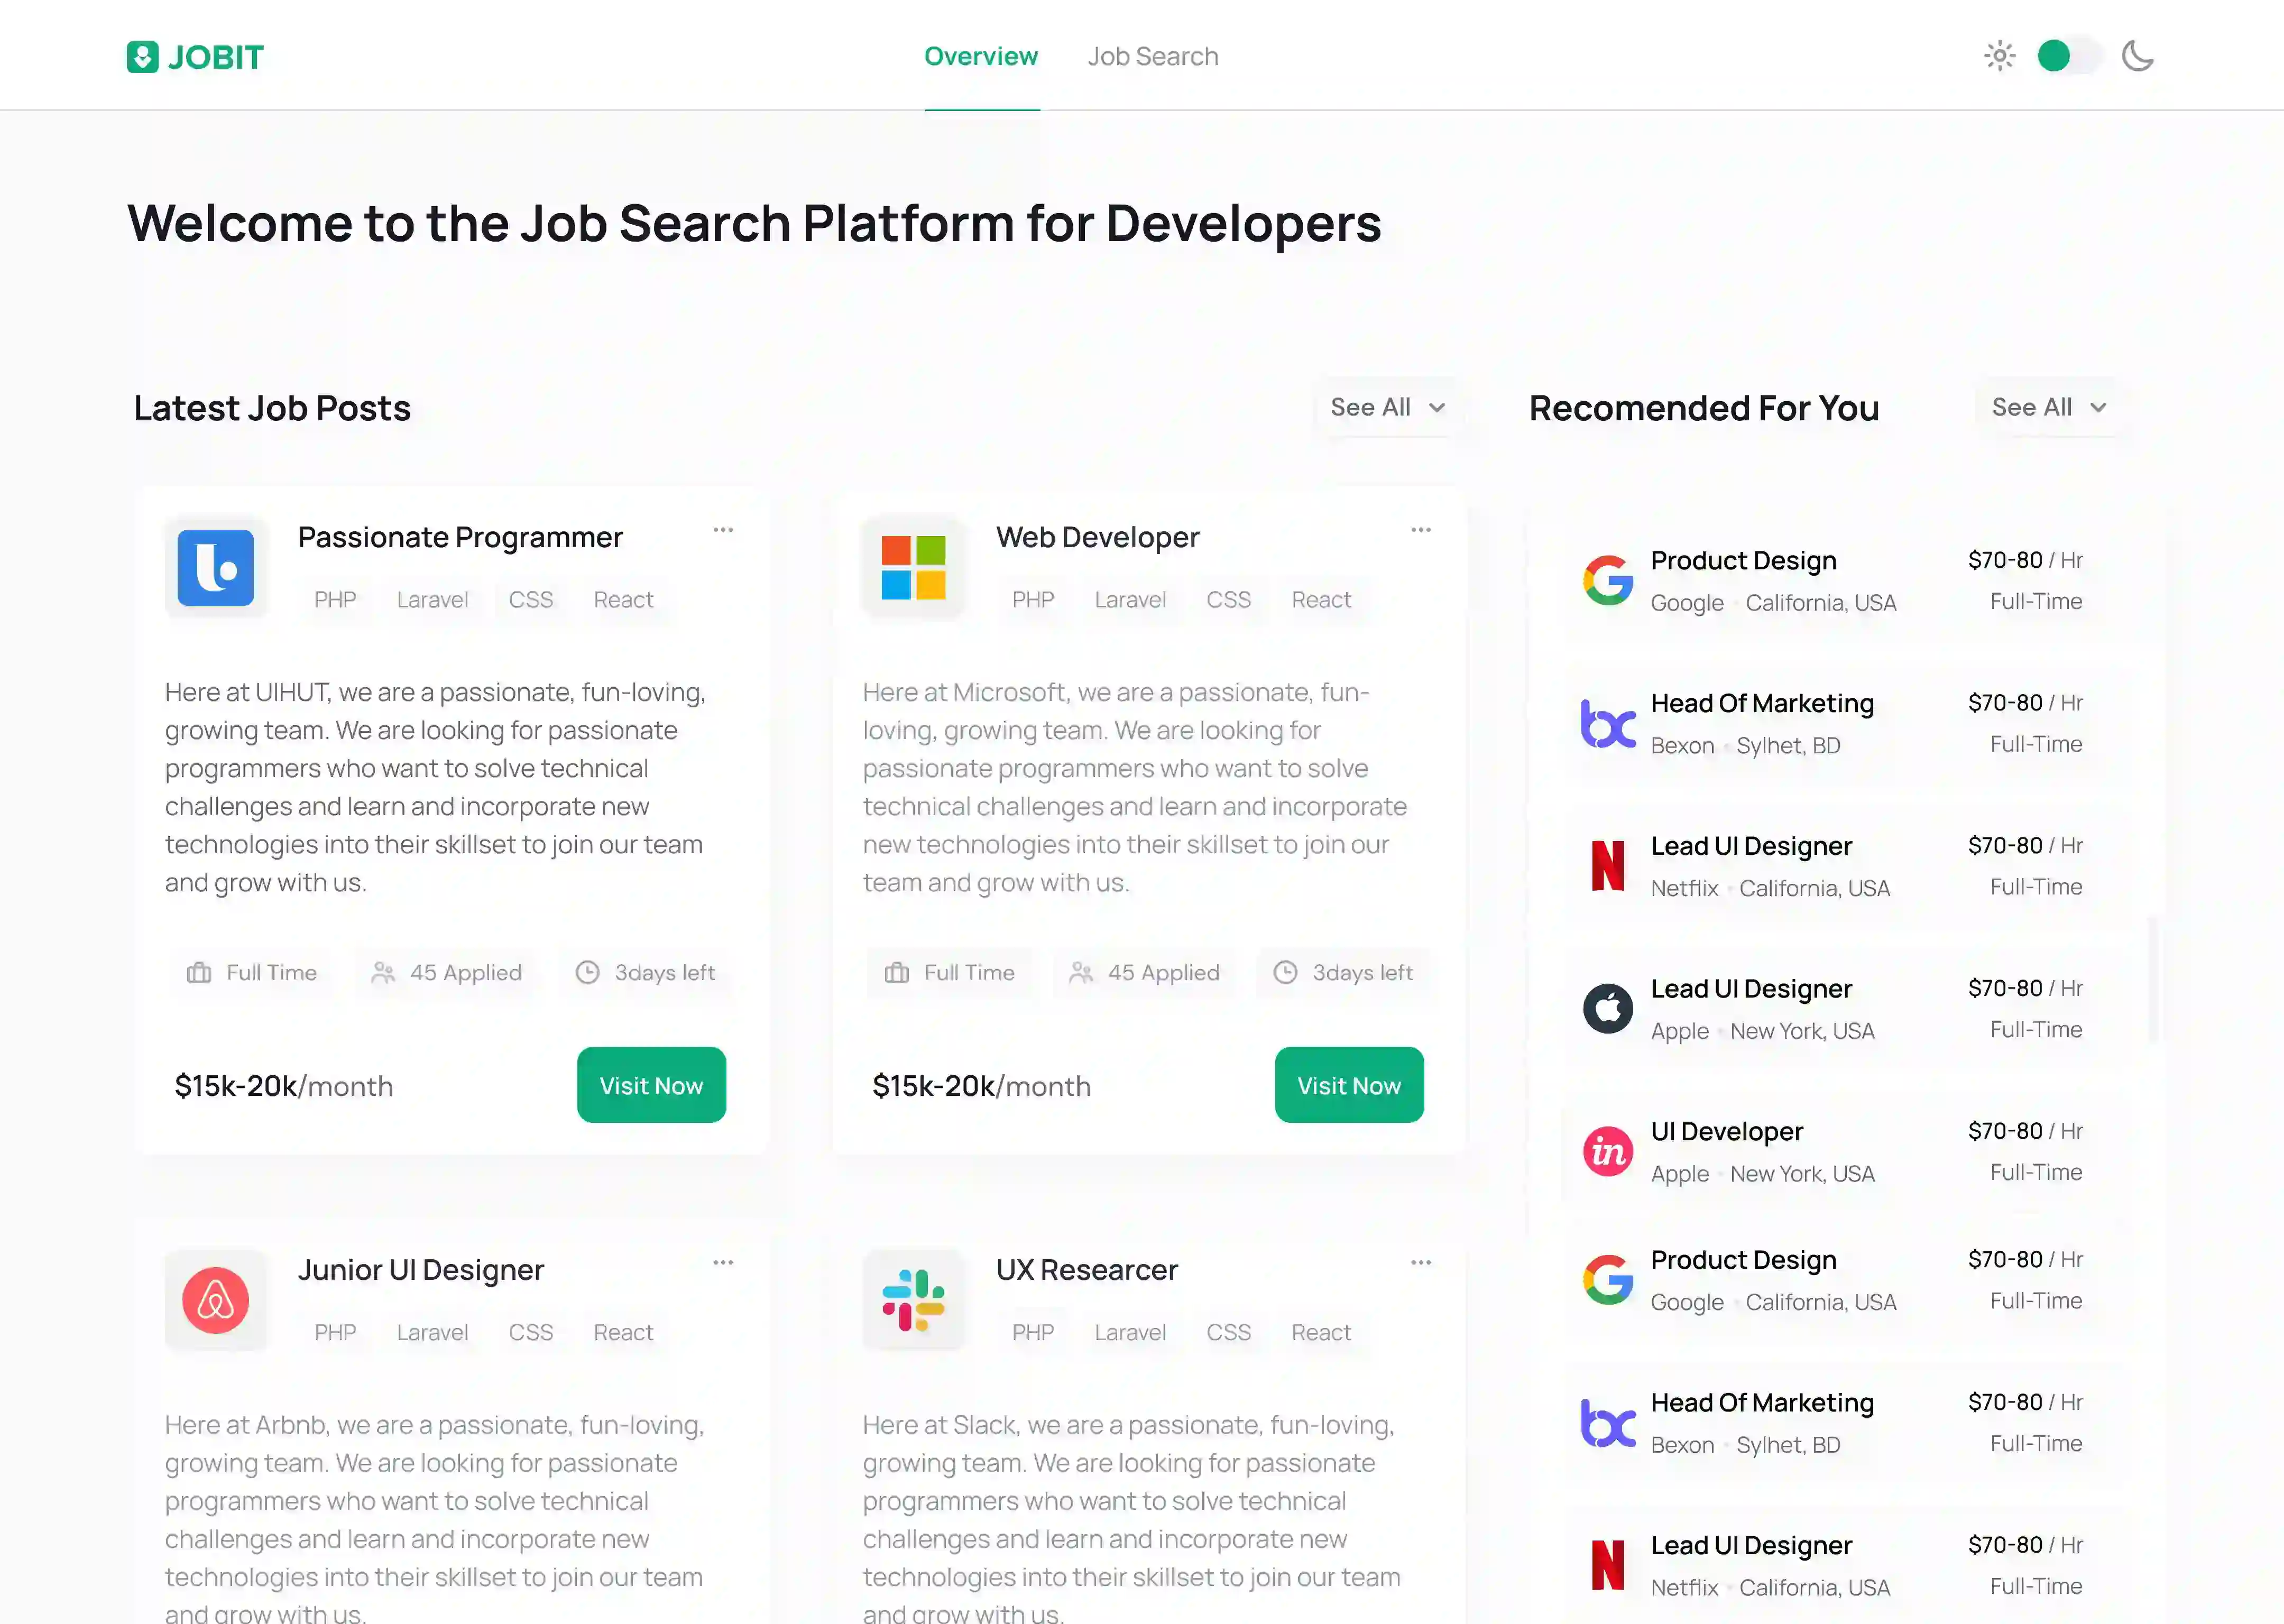 JOBIT
Overview
Job Search
Welcome to the Job Search Platform for Developers
Latest Job Posts
See All
Passionate Programmer
PHP Laravel CSS React
Here at UIHUT, we are a passionate, fun-loving,
growing team. We are looking for passionate
programmers who want to solve technical
challenges and learn and incorporate new
technologies into their skillset to join our team
and grow with us.
Full Time
45 Applied
3days left
$15k-20k/month
Visit Now
Web Developer
PHP Laravel CSS React
Here at Microsoft, we are a passionate, fun-
loving, growing team. We are looking for
passionate programmers who want to solve
technical challenges and learn and incorporate
new technologies into their skillset to join our
team and grow with us.
Full Time
45 Applied
3days left
$15k-20k/month
Visit Now
Junior UI Designer
PHP Laravel CSS React
Here at Arbnb, we are a passionate, fun-loving,
growing team. We are looking for passionate
programmers who want to solve technical
challenges and learn and incorporate new
technologies into their skillset to join our team
and grow with us.
UX Researcer
PHP Laravel CSS React
Here at Slack, we are a passionate, fun-loving,
growing team. We are looking for passionate
programmers who want to solve technical
challenges and learn and incorporate new
technologies into their skillset to join our team
and grow with us.
Recomended For You
See All
Product Design $70-80 / Hr
Google • California, USA Full-Time
bc
Head Of Marketing $70-80 / Hr
Bexon • Sylhet, BD Full-Time
N
Lead UI Designer $70-80 / Hr
Netflix • California, USA Full-Time
Lead UI Designer $70-80 / Hr
Apple • New York, USA Full-Time
in
UI Developer $70-80 / Hr
Apple • New York, USA Full-Time
Product Design $70-80 / Hr
Google • California, USA Full-Time
bc
Head Of Marketing $70-80 / Hr
Bexon • Sylhet, BD Full-Time
N
Lead UI Designer $70-80 / Hr
Netflix • California, USA Full-Time